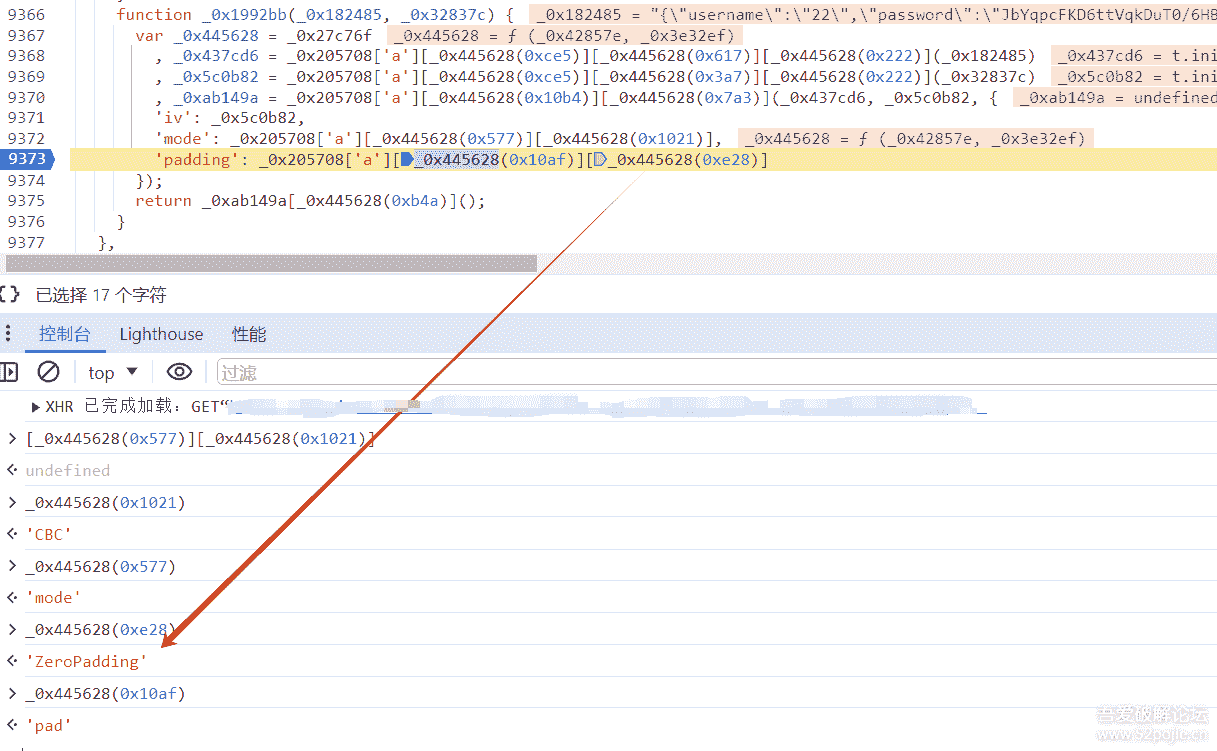 9366 function _0x1992bb(_0x182485, _0x32837c) { _0x182485 = "{\"username\":\"22\",\"password\":\"JbYqpcFKD6ttVqkDuT0/6H8
9367 var _0x445628 = _0x27c76f _0x445628 = ƒ (_0x42857e, _0x3e32ef)
9368 , _0x437cd6 = _0x205708['a'][_0x445628(0xce5)][_0x445628(0x617)][_0x445628(0x222)](_0x182485) _0x437cd6 = t.ini
9369 , _0x5c0b82 = _0x205708['a'][_0x445628(0xce5)][_0x445628(0x3a7)][_0x445628(0x222)](_0x32837c) _0x5c0b82 = t.ini
9370 , _0xab149a = _0x205708['a'][_0x445628(0x10b4)][_0x445628(0x7a3)](_0x437cd6, _0x5c0b82, { _0xab149a = undefined
9371 'iv': _0x5c0b82,
9372 'mode': _0x205708['a'][_0x445628(0x577)][_0x445628(0x1021)], _0x445628 = ƒ (_0x42857e, _0x3e32ef)
9373 'padding': _0x205708['a'][_0x445628(0x10af)][_0x445628(0xe28)]
9374 });
9375 return _0xab149a[_0x445628(0xb4a)]();
9376 }
9377 },
{} 已选择 17 个字符
控制台 Lighthouse 性能
top ▼ 过滤
▶ XHR 已完成加载：GET“
> [_0x445628(0x577)][_0x445628(0x1021)]
undefined
> _0x445628(0x1021)
'CBC'
> _0x445628(0x577)
'mode'
> _0x445628(0xe28)
'ZeroPadding'
> _0x445628(0x10af)
'pad'
吾爱破解论坛
www.52pojie.cn